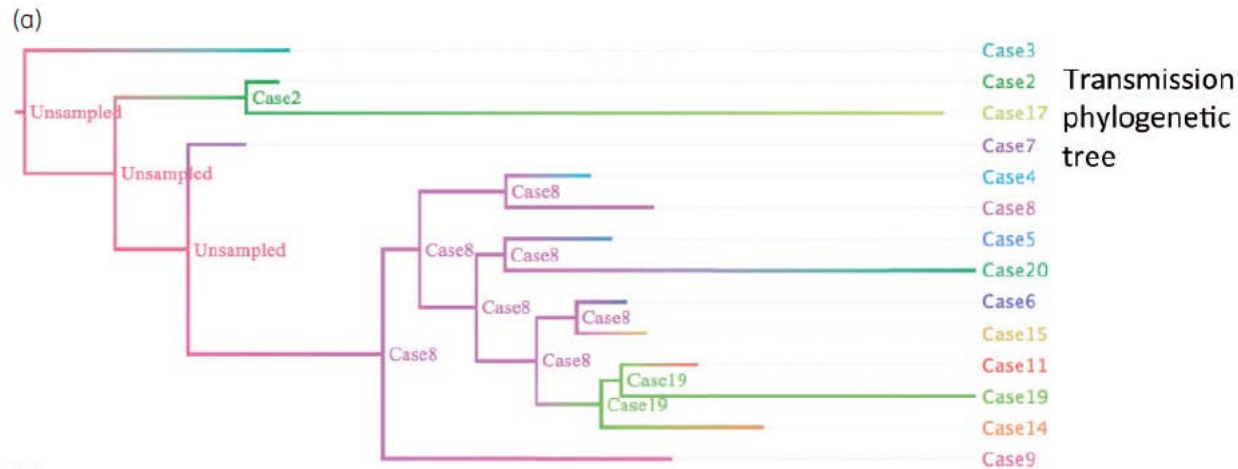 (a)
Case3
Case2
Transmission
Unsampled
Case2
Case17
phylogenetic
Case7
tree
Unsampled
Case4
Case8
Case8
Case5
Unsampled
Case8
Case8
Case20
Case6
Case8
Case8
Case15
Case8
Case8
Case11
Case19
Case19
Case19
Case14
Case9